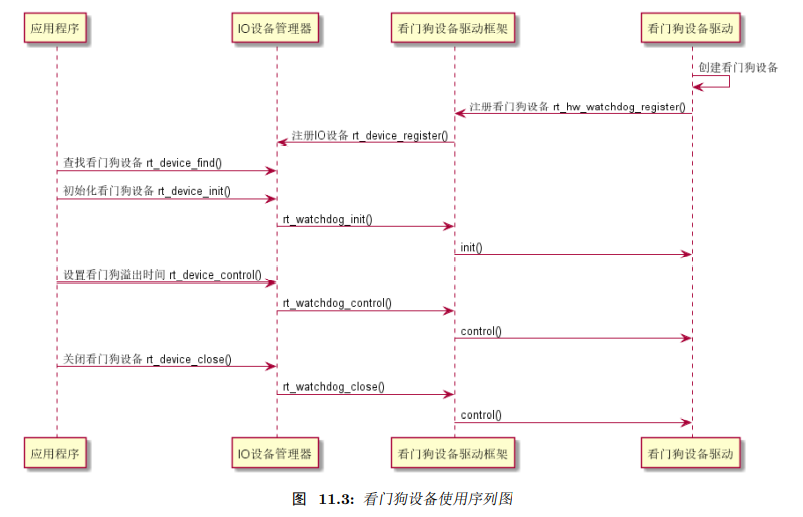 应用程序
IO设备管理器
看门狗设备驱动框架
看门狗设备驱动
创建看门狗设备
注册看门狗设备 rt_hw_watchdog_register()
注册IO设备 rt_device_register()
查找看门狗设备 rt_device_find()
初始化看门狗设备 rt_device_init()
rt_watchdog_init()
init()
设置看门狗溢出时间 rt_device_control()
rt_watchdog_control()
control()
关闭看门狗设备 rt_device_close()
rt_watchdog_close()
control()
应用程序
IO设备管理器
看门狗设备驱动框架
看门狗设备驱动
图 11.3: 看门狗设备使用序列图